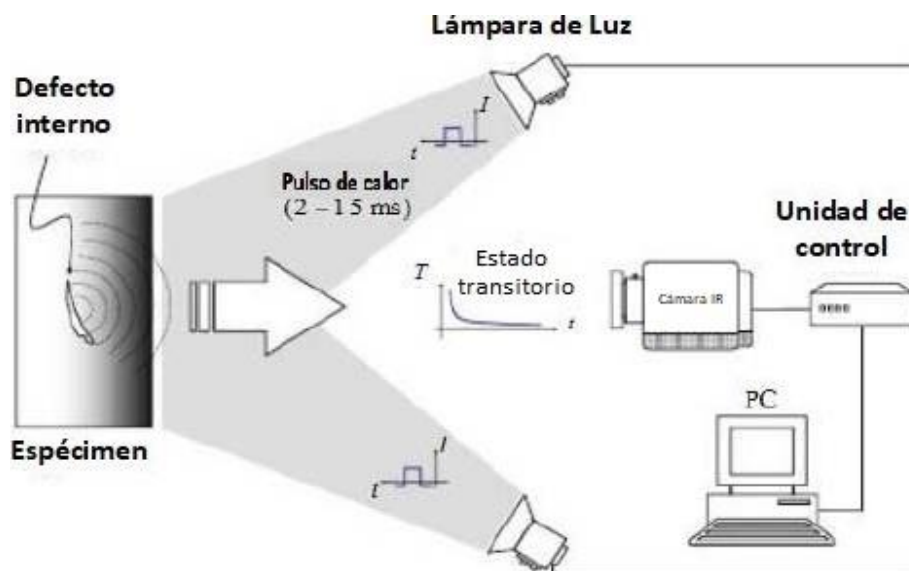 Lámpara de Luz
Defecto
interno
I
t
Pulso de calor
(2 – 15 ms)
Unidad de
control
T
Estado
transitorio
t
Cámara IR
PC
Espécimen
I
t